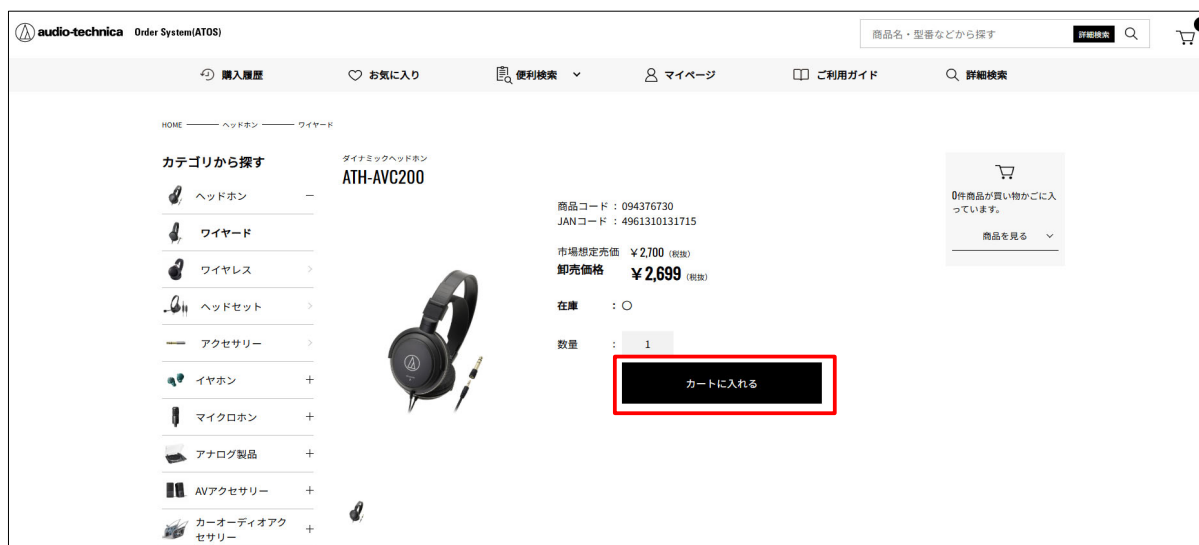 audio-technica Order System(ATOS)
商品名・型番などから探す 詳細検索
購入履歴 お気に入り 便利検索 マイページ ご利用ガイド 詳細検索
HOME ヘッドホン ワイヤード
カテゴリから探す
ヘッドホン
ワイヤード
ワイヤレス
ヘッドセット
アクセサリー
イヤホン
マイクロホン
アナログ製品
AVアクセサリー
カーオーディオアク
セサリー
ダイナミックヘッドホン
ATH-AVC200
商品コード : 094376730
JANコード : 4961310131715
市場想定売価 ¥2,700 (税抜)
卸売価格 ¥2,699 (税抜)
在庫 : 〇
数量 : 1
カートに入れる
0件商品が買い物かごに入
っています。
商品を見る